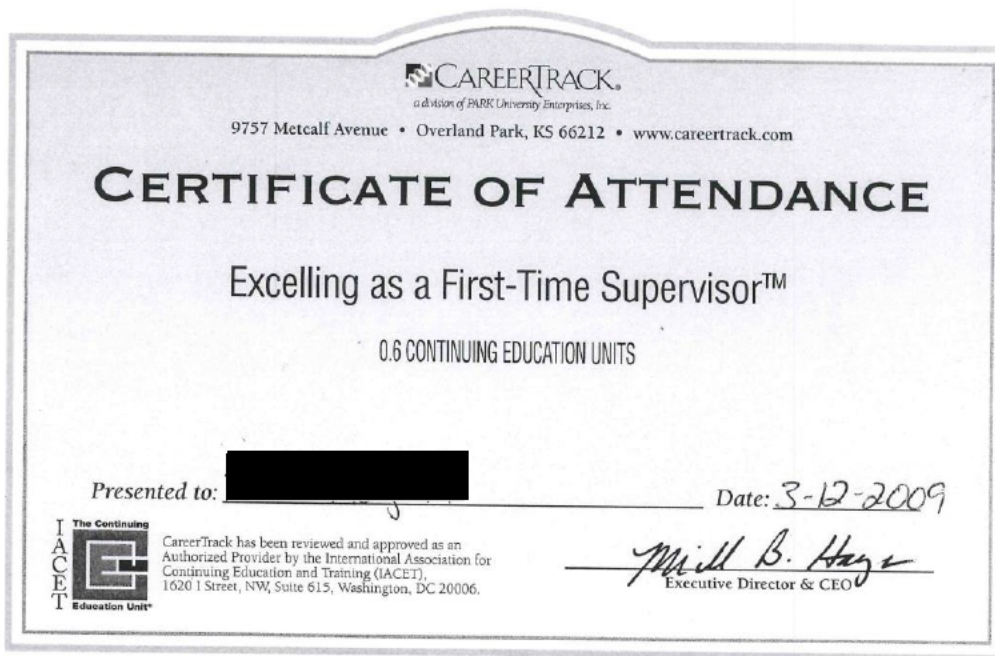 CAREERTRACK®
a division of PARK University Enterprises, Inc.
9757 Metcalf Avenue • Overland Park, KS 66212 • www.careertrack.com
CERTIFICATE OF ATTENDANCE
Excelling as a First-Time Supervisor™
0.6 CONTINUING EDUCATION UNITS
Presented to:
Date: 3-12-2009
IACET
The Continuing
Education Unit®
CareerTrack has been reviewed and approved as an
Authorized Provider by the International Association for
Continuing Education and Training (IACET),
1620 I Street, NW, Suite 615, Washington, DC 20006.
B.
Executive Director & CEO